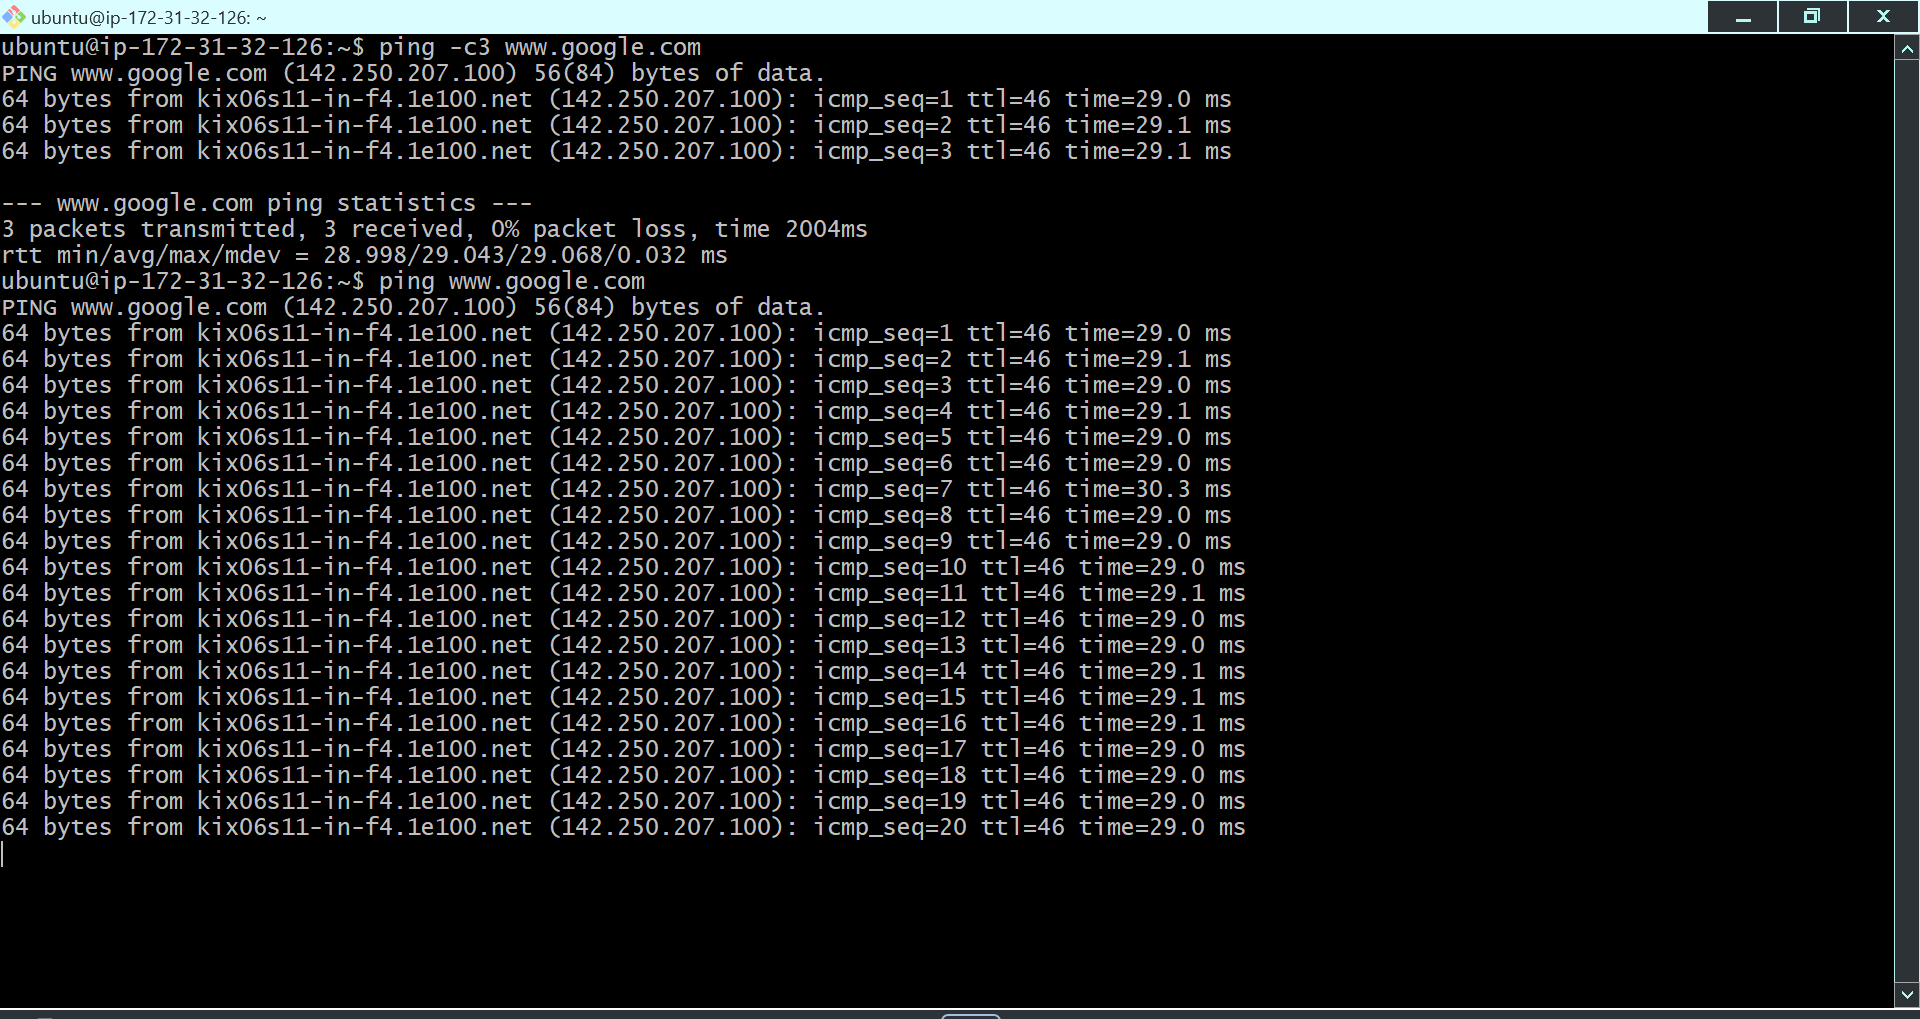 ubuntu@ip-172-31-32-126: ~
ubuntu@ip-172-31-32-126:~$ ping -c3 www.google.com
PING www.google.com (142.250.207.100) 56(84) bytes of data.
64 bytes from kix06s11-in-f4.1e100.net (142.250.207.100): icmp_seq=1 ttl=46 time=29.0 ms
64 bytes from kix06s11-in-f4.1e100.net (142.250.207.100): icmp_seq=2 ttl=46 time=29.1 ms
64 bytes from kix06s11-in-f4.1e100.net (142.250.207.100): icmp_seq=3 ttl=46 time=29.1 ms
--- www.google.com ping statistics ---
3 packets transmitted, 3 received, 0% packet loss, time 2004ms
rtt min/avg/max/mdev = 28.998/29.043/29.068/0.032 ms
ubuntu@ip-172-31-32-126:~$ ping www.google.com
PING www.google.com (142.250.207.100) 56(84) bytes of data.
64 bytes from kix06s11-in-f4.1e100.net (142.250.207.100): icmp_seq=1 ttl=46 time=29.0 ms
64 bytes from kix06s11-in-f4.1e100.net (142.250.207.100): icmp_seq=2 ttl=46 time=29.1 ms
64 bytes from kix06s11-in-f4.1e100.net (142.250.207.100): icmp_seq=3 ttl=46 time=29.0 ms
64 bytes from kix06s11-in-f4.1e100.net (142.250.207.100): icmp_seq=4 ttl=46 time=29.1 ms
64 bytes from kix06s11-in-f4.1e100.net (142.250.207.100): icmp_seq=5 ttl=46 time=29.0 ms
64 bytes from kix06s11-in-f4.1e100.net (142.250.207.100): icmp_seq=6 ttl=46 time=29.0 ms
64 bytes from kix06s11-in-f4.1e100.net (142.250.207.100): icmp_seq=7 ttl=46 time=30.3 ms
64 bytes from kix06s11-in-f4.1e100.net (142.250.207.100): icmp_seq=8 ttl=46 time=29.0 ms
64 bytes from kix06s11-in-f4.1e100.net (142.250.207.100): icmp_seq=9 ttl=46 time=29.0 ms
64 bytes from kix06s11-in-f4.1e100.net (142.250.207.100): icmp_seq=10 ttl=46 time=29.0 ms
64 bytes from kix06s11-in-f4.1e100.net (142.250.207.100): icmp_seq=11 ttl=46 time=29.1 ms
64 bytes from kix06s11-in-f4.1e100.net (142.250.207.100): icmp_seq=12 ttl=46 time=29.0 ms
64 bytes from kix06s11-in-f4.1e100.net (142.250.207.100): icmp_seq=13 ttl=46 time=29.0 ms
64 bytes from kix06s11-in-f4.1e100.net (142.250.207.100): icmp_seq=14 ttl=46 time=29.1 ms
64 bytes from kix06s11-in-f4.1e100.net (142.250.207.100): icmp_seq=15 ttl=46 time=29.1 ms
64 bytes from kix06s11-in-f4.1e100.net (142.250.207.100): icmp_seq=16 ttl=46 time=29.1 ms
64 bytes from kix06s11-in-f4.1e100.net (142.250.207.100): icmp_seq=17 ttl=46 time=29.0 ms
64 bytes from kix06s11-in-f4.1e100.net (142.250.207.100): icmp_seq=18 ttl=46 time=29.0 ms
64 bytes from kix06s11-in-f4.1e100.net (142.250.207.100): icmp_seq=19 ttl=46 time=29.0 ms
64 bytes from kix06s11-in-f4.1e100.net (142.250.207.100): icmp_seq=20 ttl=46 time=29.0 ms